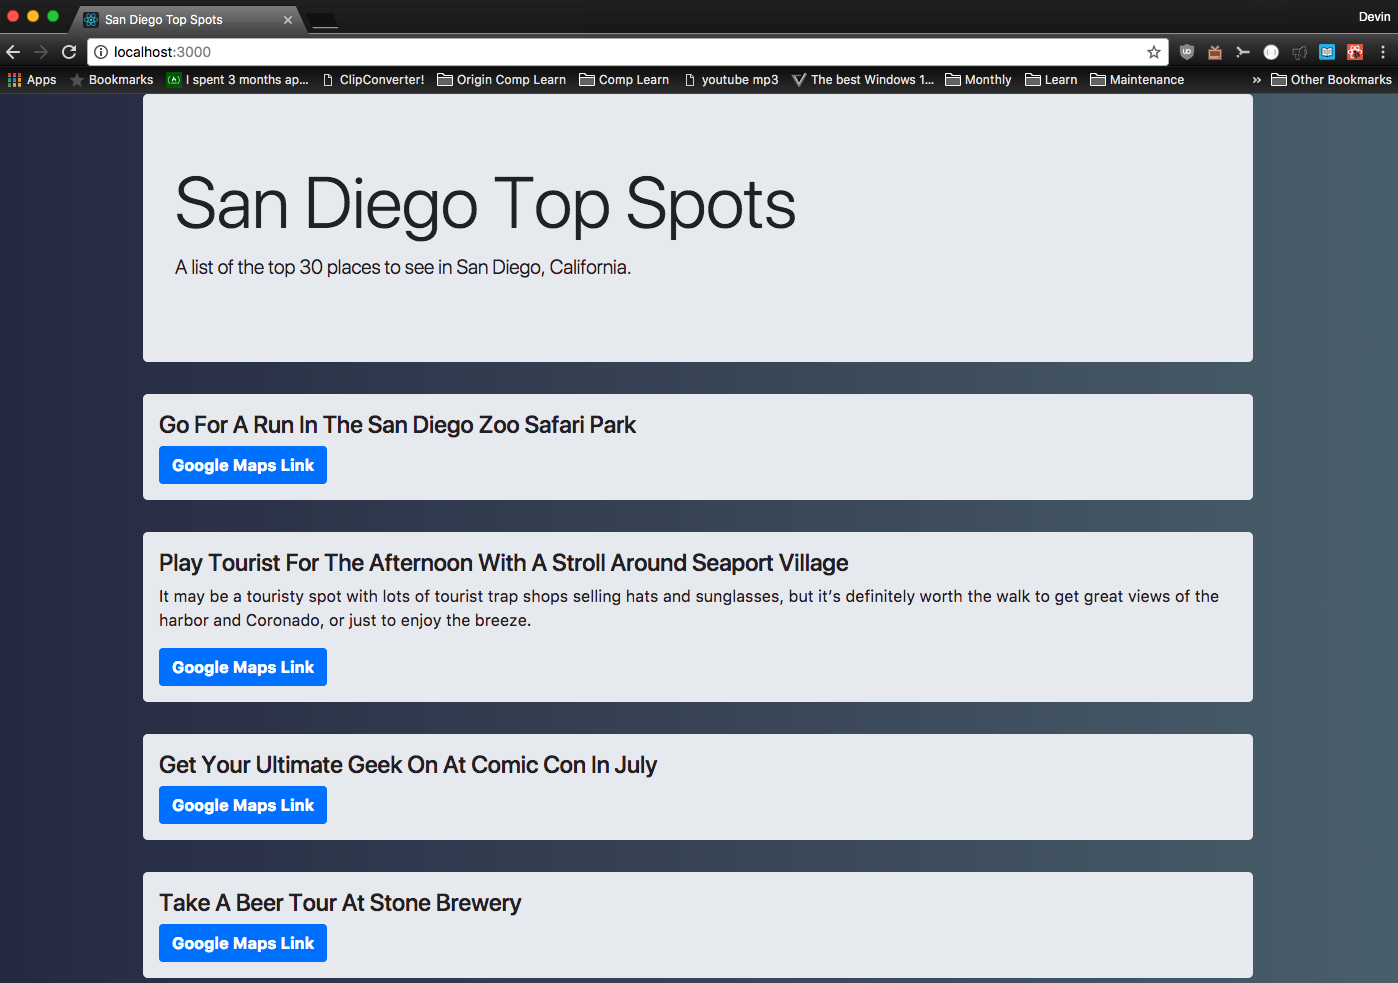 San Diego Top Spots
Devin
localhost:3000
Apps Bookmarks I spent 3 months ap... ClipConverter! Origin Comp Learn Comp Learn youtube mp3 The best Windows 1... Monthly Learn Maintenance » Other Bookmarks
San Diego Top Spots
A list of the top 30 places to see in San Diego, California.
Go For A Run In The San Diego Zoo Safari Park
Google Maps Link
Play Tourist For The Afternoon With A Stroll Around Seaport Village
It may be a touristy spot with lots of tourist trap shops selling hats and sunglasses, but it’s definitely worth the walk to get great views of the
harbor and Coronado, or just to enjoy the breeze.
Google Maps Link
Get Your Ultimate Geek On At Comic Con In July
Google Maps Link
Take A Beer Tour At Stone Brewery
Google Maps Link